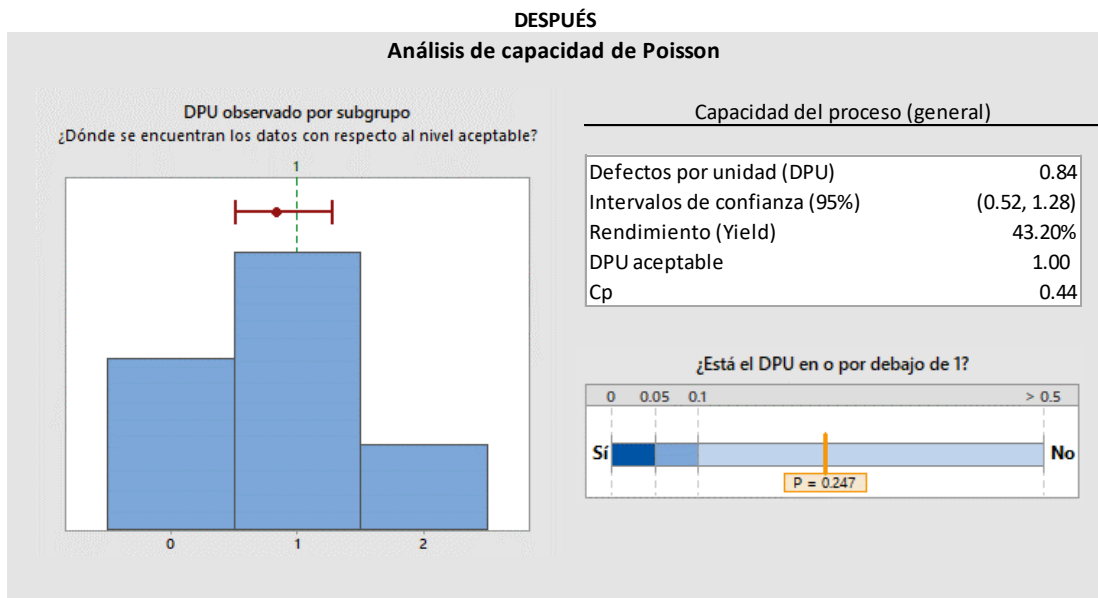 DESPUÉS
Análisis de capacidad de Poisson
DPU observado por subgrupo
¿Dónde se encuentran los datos con respecto al nivel aceptable?
1
0 1 2
Capacidad del proceso (general)
Defectos por unidad (DPU) 0.84
Intervalos de confianza (95%) (0.52, 1.28)
Rendimiento (Yield) 43.20%
DPU aceptable 1.00
Cp 0.44
¿Está el DPU en o por debajo de 1?
0 0.05 0.1 > 0.5
Sí No
P = 0.247